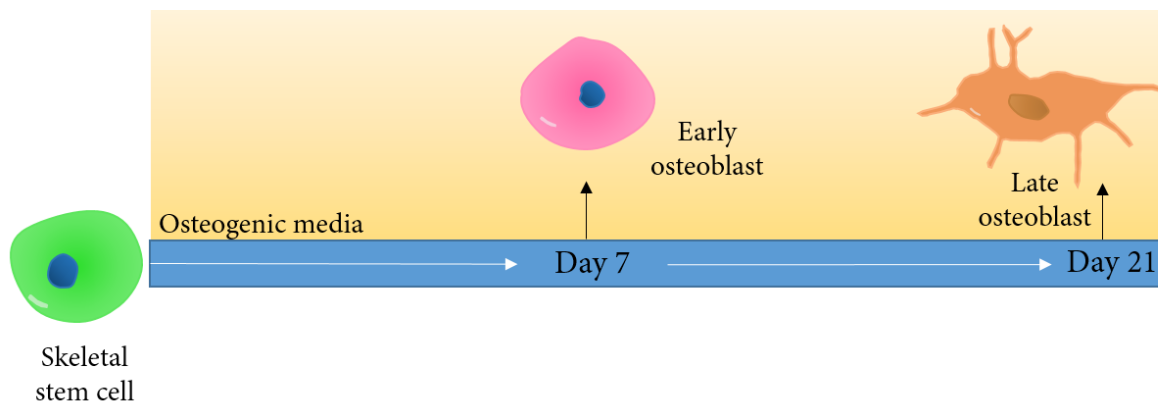 Early
osteoblast
Late
osteoblast
Osteogenic media
Day 7
Day 21
Skeletal
stem cell